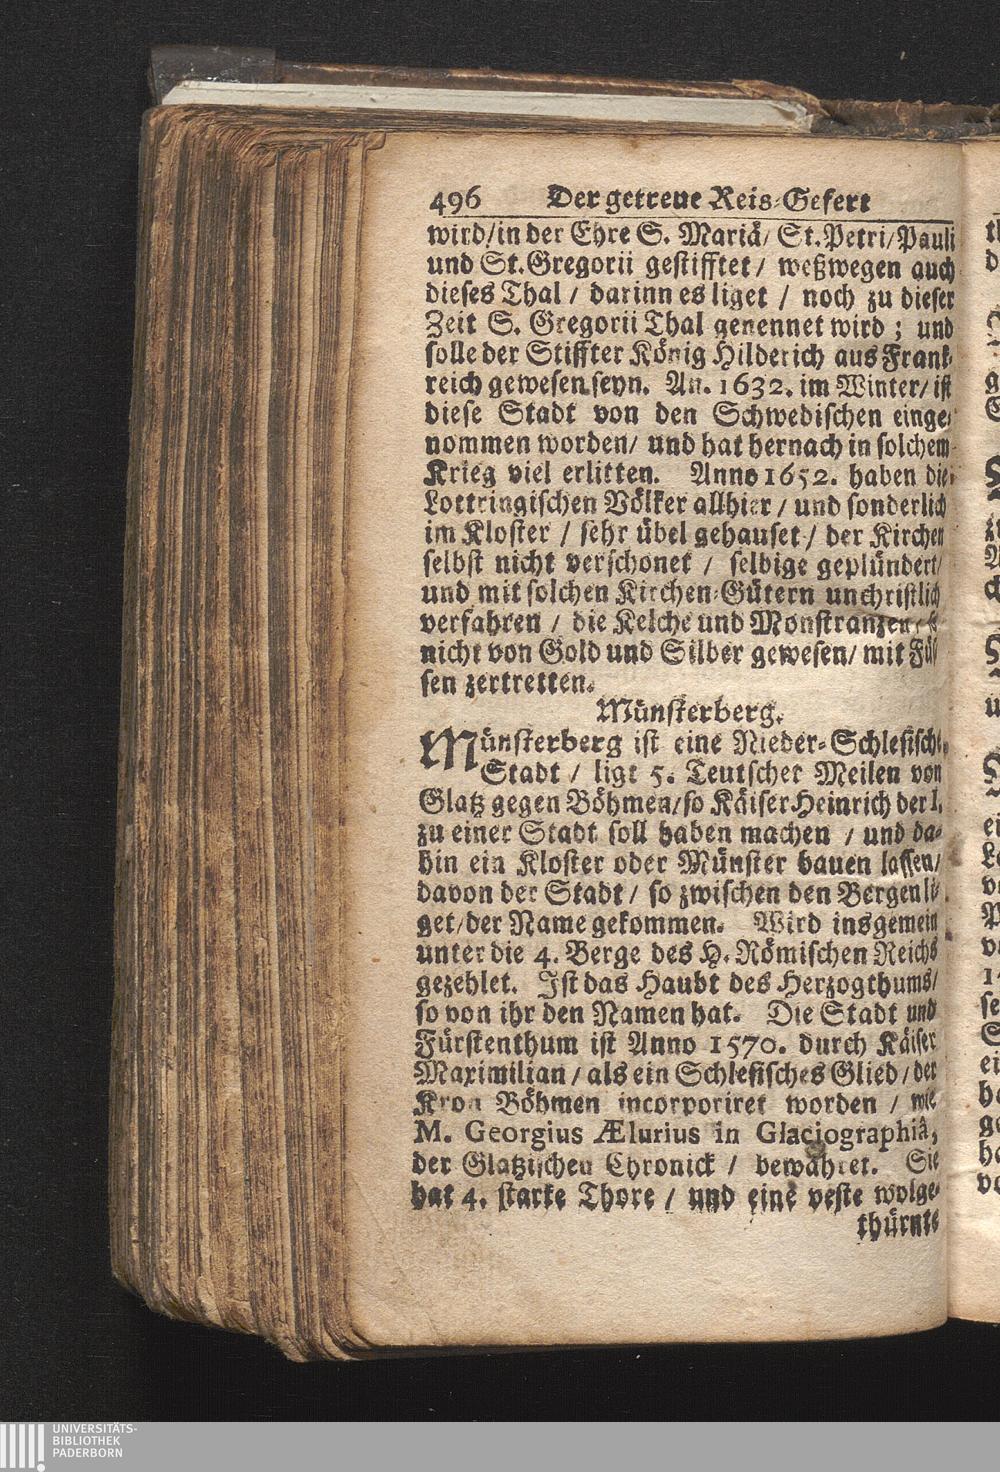 496 Der getreue Reis-Gefert
wird/in der Ehre S. Mariä/ St. Petri/Pauli
und St. Gregorii gestifftet / weßwegen auch
dieses Thal / darinn es liget / noch zu dieser
Zeit S. Gregorii Thal genennet wird ; und
solle der Stiffter König Hilderich aus Frank-
reich gewesen seyn. An. 1632. im Winter/ ist
diese Stadt von den Schwedischen einge-
nommen worden/ und hat hernach in solchem
Krieg viel erlitten. Anno 1652. haben die
Lottringischen Völker allhier / und sonderlich
im Kloster / sehr übel gehauset / der Kirchen
selbst nicht verschonet / selbige geplündert/
und mit solchen Kirchen-Gütern unchristlich
verfahren / die Kelche und Monstranzen/ so
nicht von Gold und Silber gewesen/ mit Füs-
sen zertretten.
Münsterberg.
Münsterberg ist eine Nieder-Schlesische
Stadt / ligt 5. Teutscher Meilen von
Glatz gegen Böhmen/ so Käiser Heinrich der I.
zu einer Stadt soll haben machen / und da-
hin ein Kloster oder Münster bauen lassen/
davon der Stadt / so zwischen den Bergen li-
get/ der Name gekommen. Wird insgemein
unter die 4. Berge des H. Römischen Reichs
gezehlet. Ist das Haubt des Herzogthums/
so von ihr den Namen hat. Die Stadt und
Fürstenthum ist Anno 1570. durch Käiser
Maximilian / als ein Schlesisches Glied / der
Kron Böhmen incorporiret worden / wie
M. Georgius Ælurius in Glaciographiâ,
der Glatzischen Chronick / bewähret. Sie
hat 4. starke Thore / und eine veste wolge-
thürnte
UNIVERSITÄTS-
BIBLIOTHEK
PADERBORN